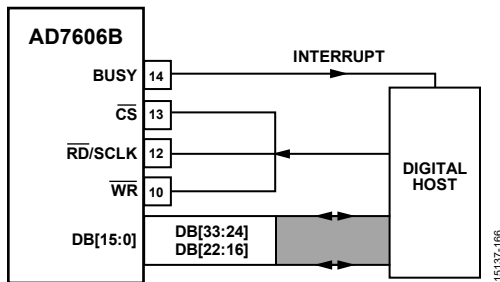 AD7606B
INTERRUPT
BUSY 14
CS 13
RD/SCLK 12
WR 10
DIGITAL
HOST
DB[15:0]
DB[33:24]
DB[22:16]
15137-166